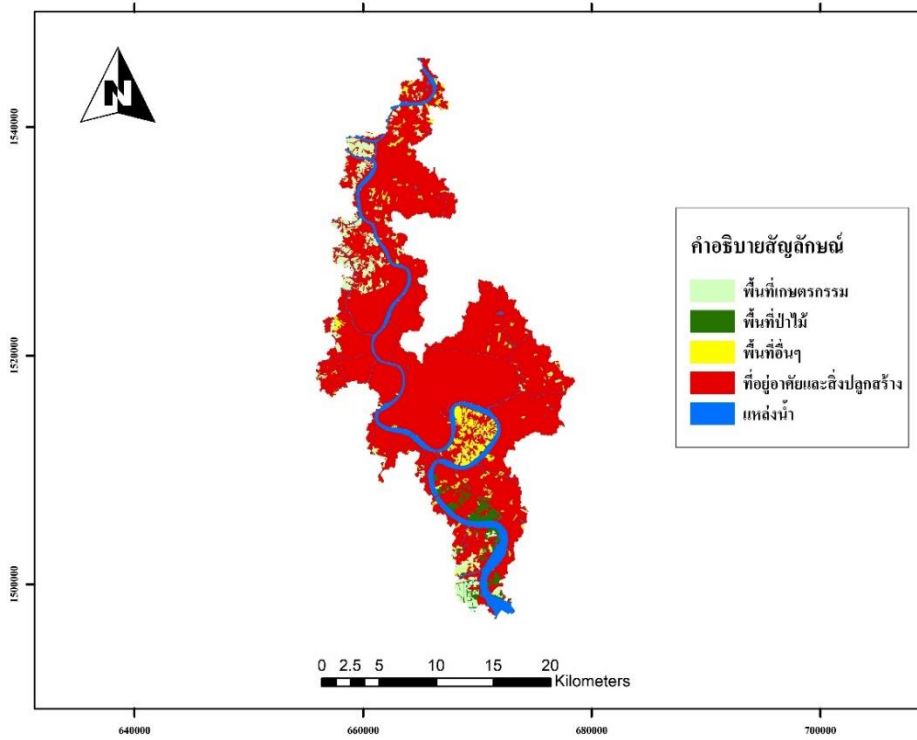 N
1540000
1520000
1500000
คำอธิบายสัญลักษณ์
พื้นที่เกษตรกรรม
พื้นที่ป่าไม้
พื้นที่อื่นๆ
ที่อยู่อาศัยและสิ่งปลูกสร้าง
แหล่งน้ำ
0 2.5 5 10 15 20
Kilometers
640000 660000 680000 700000